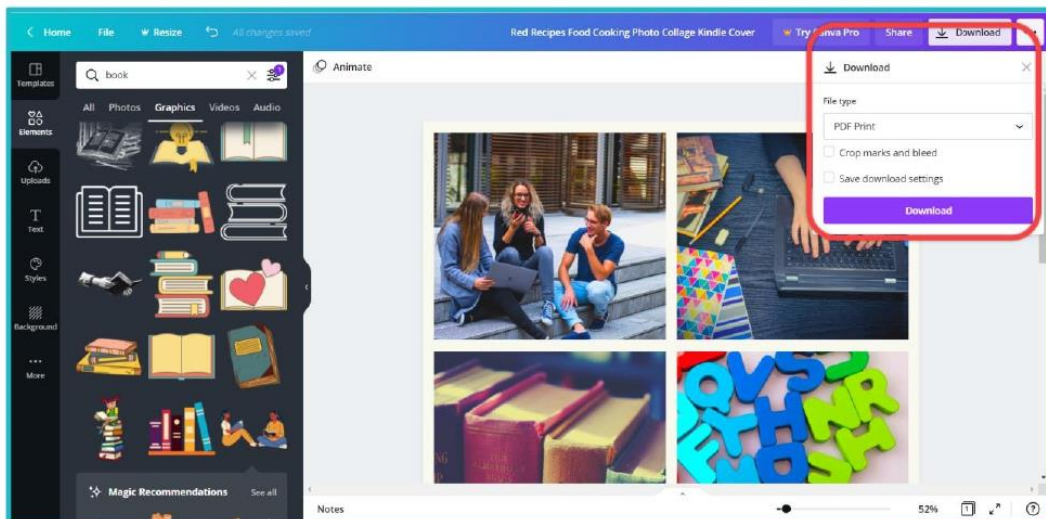 Home File Resize All changes saved Red Recipes Food Cooking Photo Collage Kindle Cover Try Canva Pro Share Download
Templates
Elements
Uploads
Text
Styles
Background
More
book
All Photos Graphics Videos Audio
Magic Recommendations See all
Animate
Download
File type
PDF Print
Crop marks and bleed
Save download settings
Download
Notes
52%
1